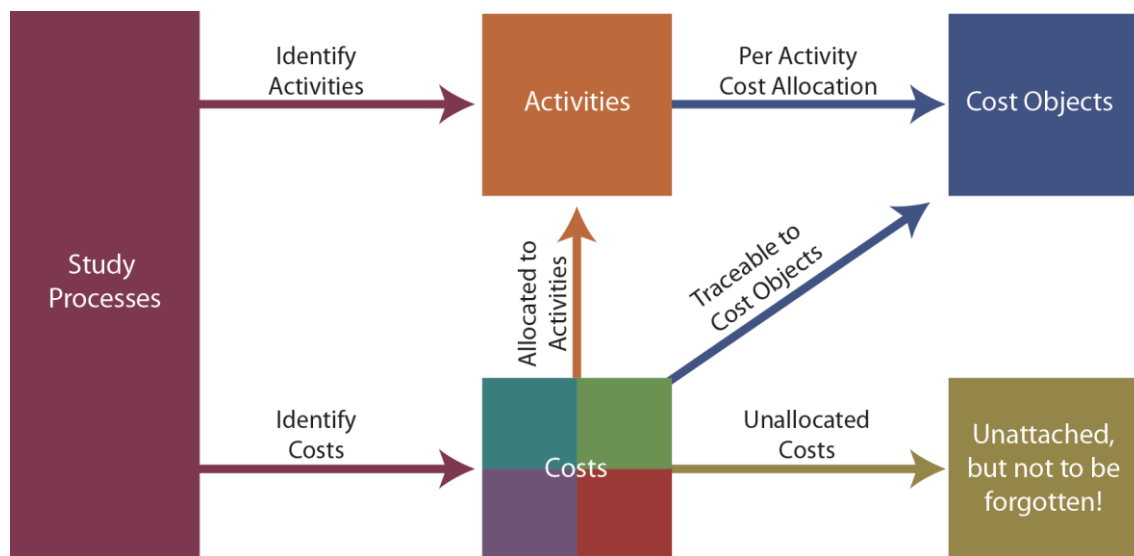 Study
Processes
Identify
Activities
Activities
Per Activity
Cost Allocation
Cost Objects
Allocated to
Activities
Traceable to
Cost Objects
Identify
Costs
Costs
Unallocated
Costs
Unattached,
but not to be
forgotten!